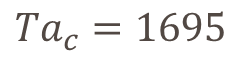 Ta_c = 1695